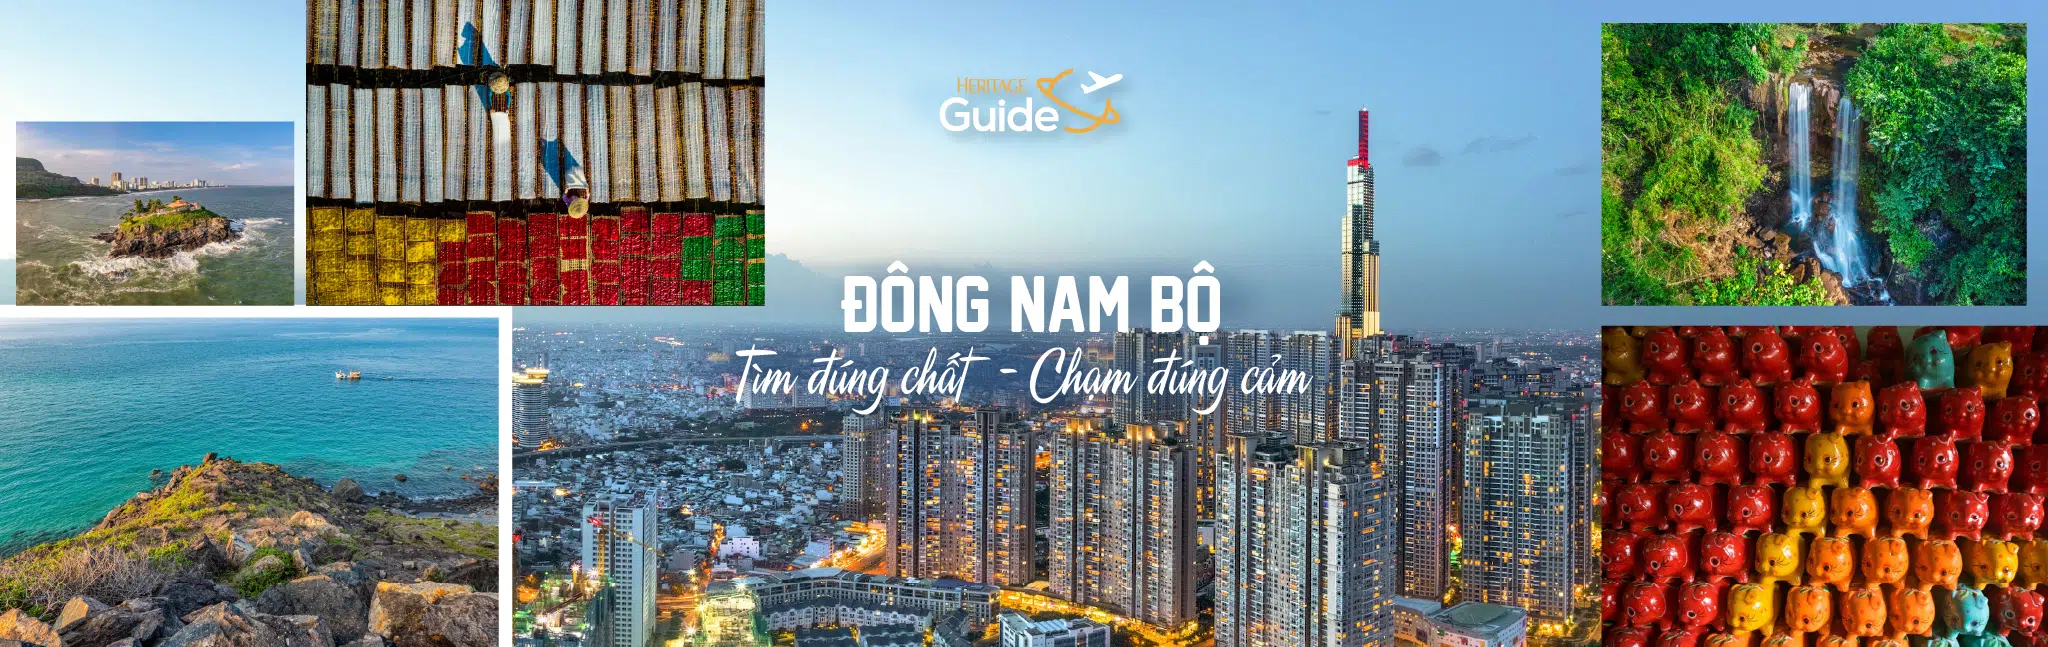 HERITAGE
Guide
ĐÔNG NAM BỘ
Tìm đúng chất - Chạm đúng cảm